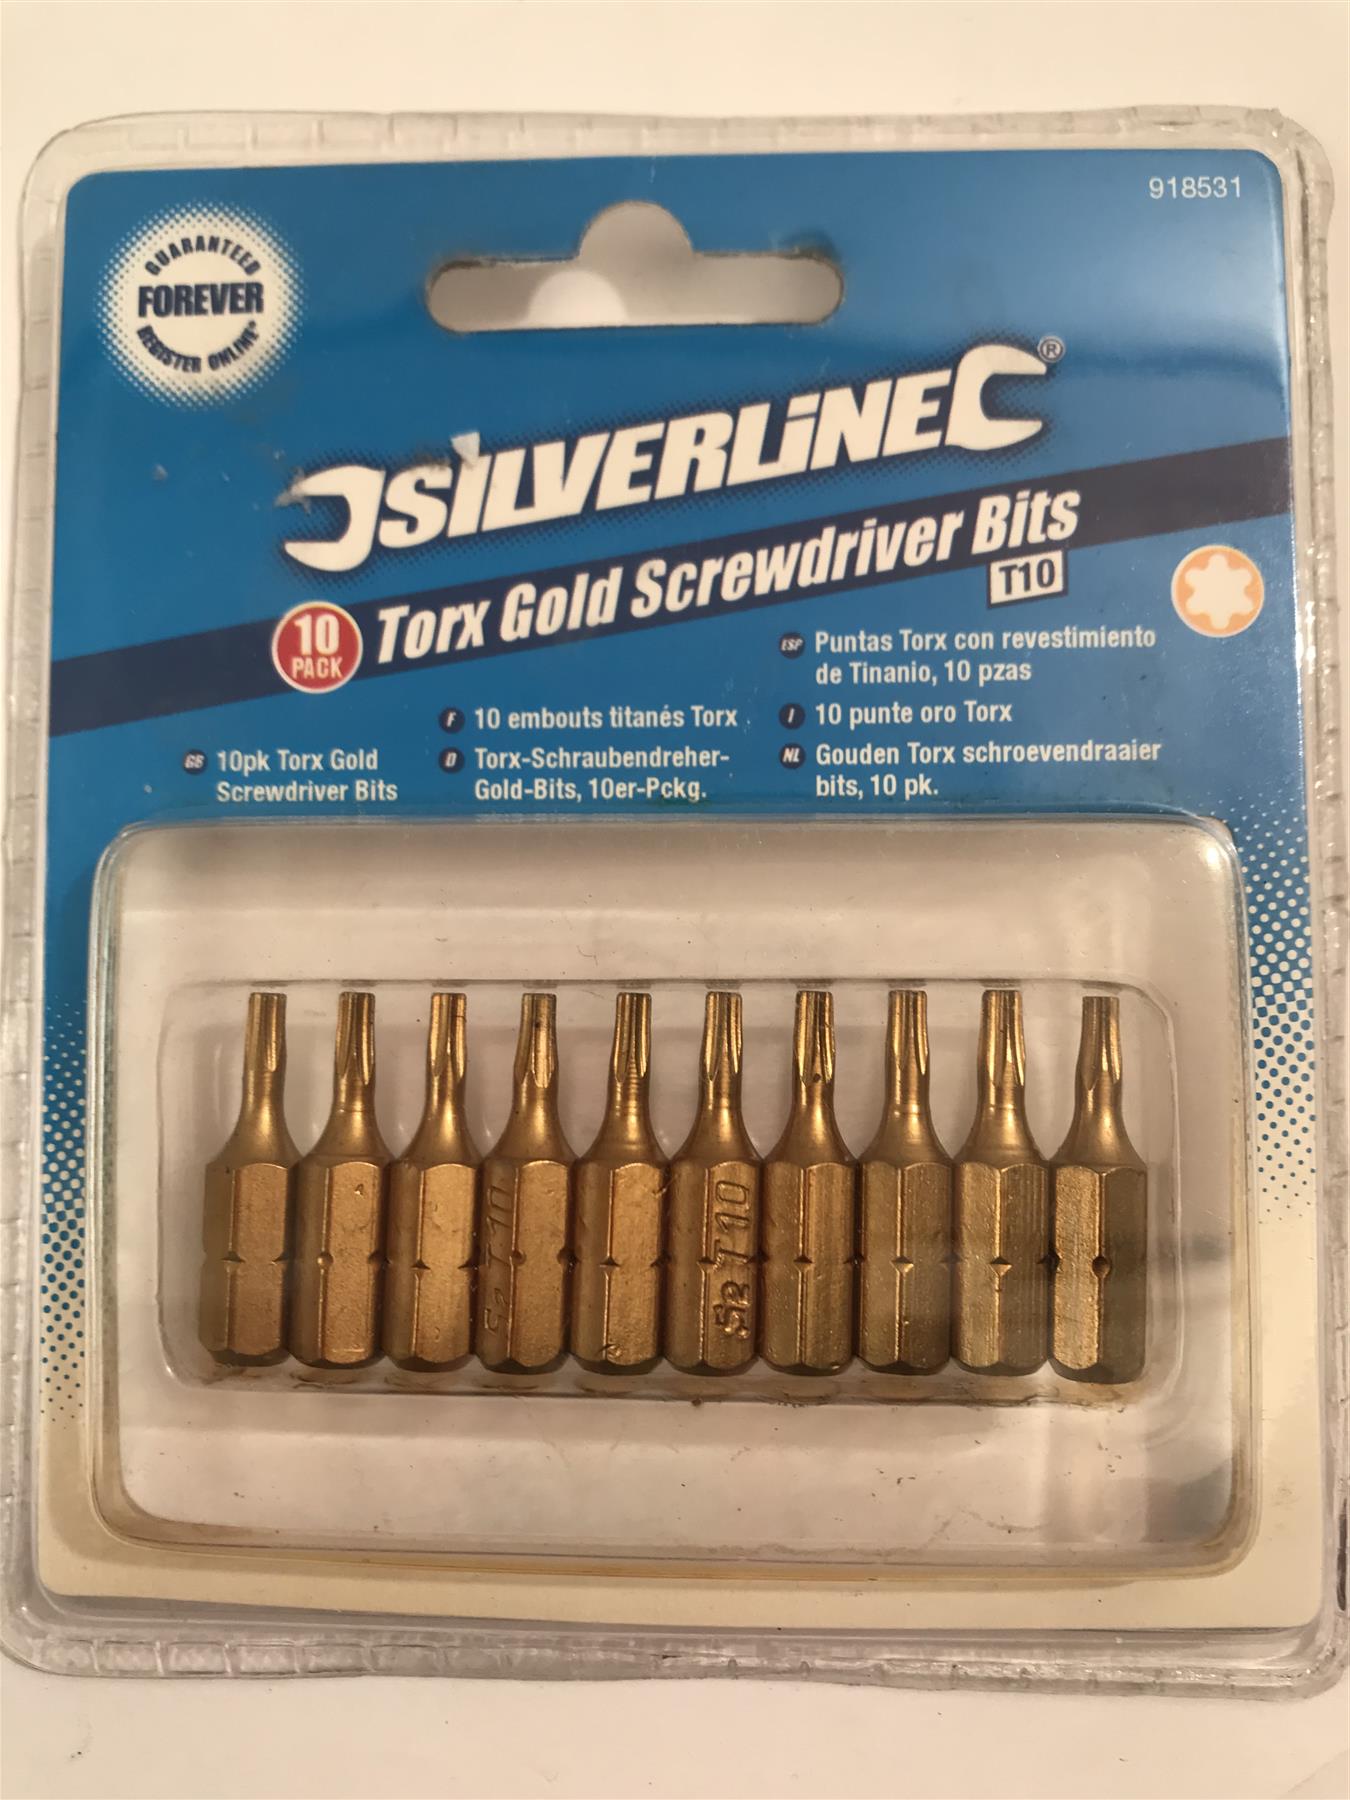 918531
GUARANTEED
FOREVER
REGISTER ONLINE*
SILVERLINE®
Torx Gold Screwdriver Bits
T10
10
PACK
GB 10pk Torx Gold
Screwdriver Bits
F 10 embouts titanés Torx
D Torx-Schraubendreher-
Gold-Bits, 10er-Pckg.
ESP Puntas Torx con revestimiento
de Tinanio, 10 pzas
I 10 punte oro Torx
NL Gouden Torx schroevendraaier
bits, 10 pk.
S2 T10
S2 T10